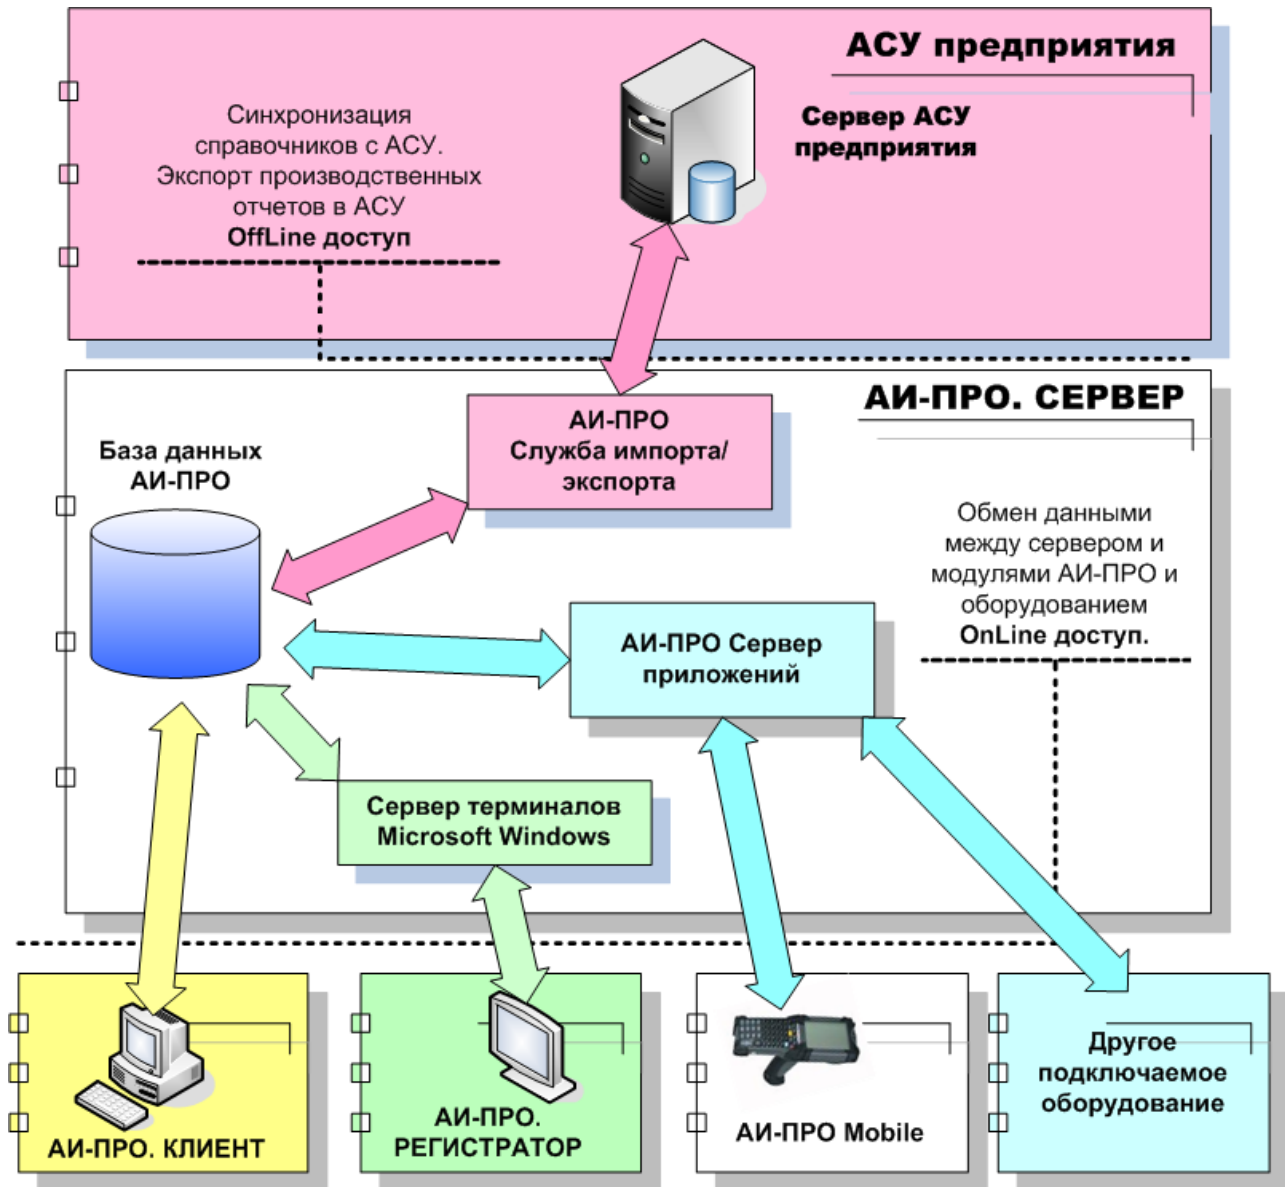 АСУ предприятия
Сервер АСУ
предприятия
Синхронизация
справочников с АСУ.
Экспорт производственных
отчетов в АСУ
OffLine доступ
АИ-ПРО. СЕРВЕР
АИ-ПРО
Служба импорта/
экспорта
База данных
АИ-ПРО
Обмен данными
между сервером и
модулями АИ-ПРО и
оборудованием
OnLine доступ.
АИ-ПРО Сервер
приложений
Сервер терминалов
Microsoft Windows
АИ-ПРО. КЛИЕНТ
АИ-ПРО.
РЕГИСТРАТОР
АИ-ПРО Mobile
Другое
подключаемое
оборудование